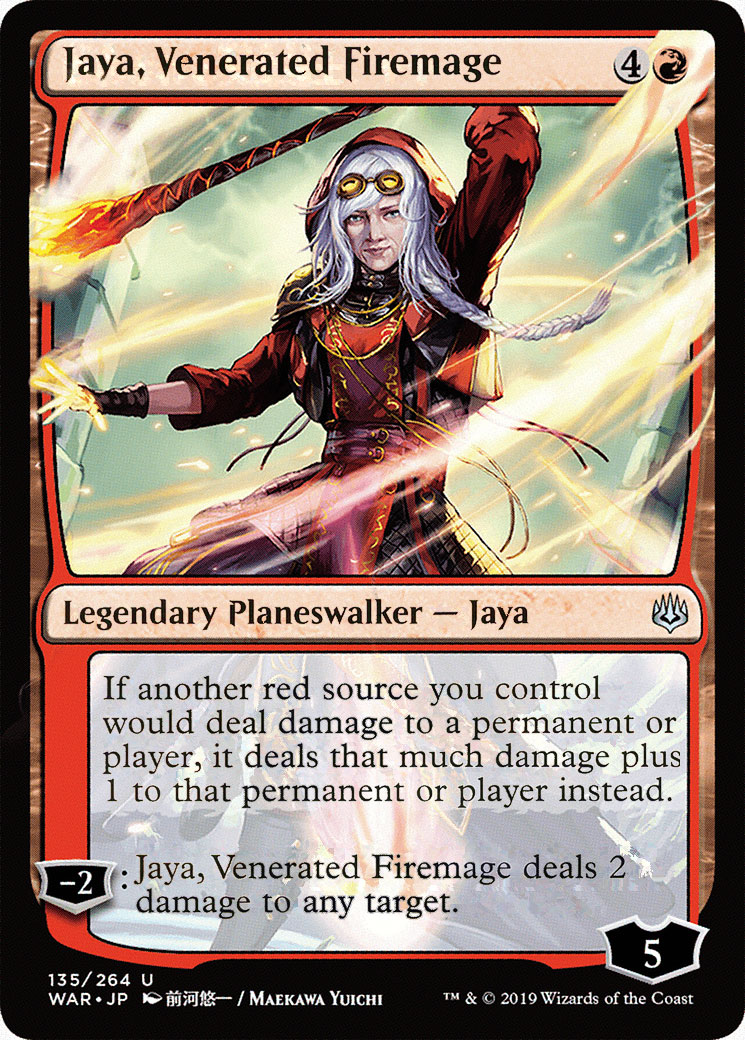 Jaya, Venerated Firemage 4
Legendary Planeswalker — Jaya
If another red source you control
would deal damage to a permanent or
player, it deals that much damage plus
1 to that permanent or player instead.
−2 : Jaya, Venerated Firemage deals 2
damage to any target.
5
135/264 U
WAR • JP 前河悠一 / Maekawa Yuichi
™ & © 2019 Wizards of the Coast